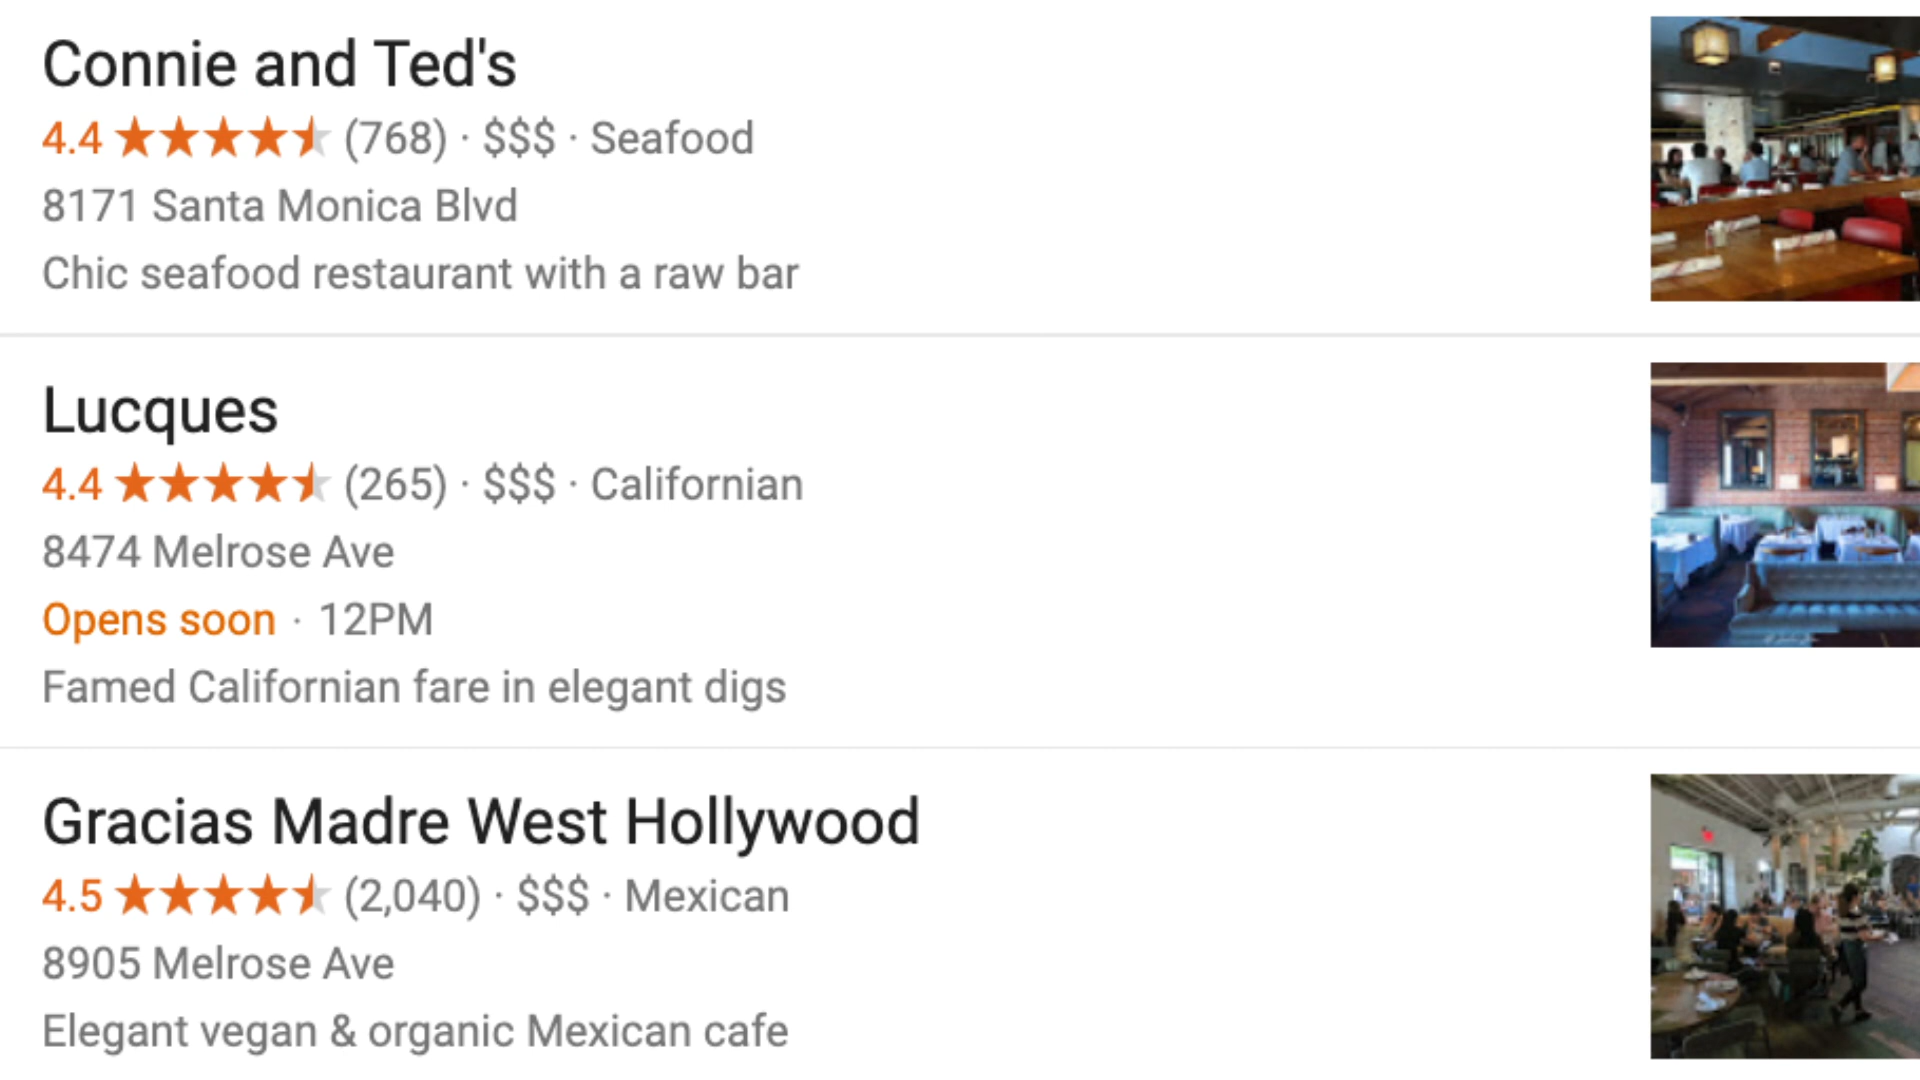 Connie and Ted's
4.4 ★★★★★ (768) · $$$ · Seafood
8171 Santa Monica Blvd
Chic seafood restaurant with a raw bar
Lucques
4.4 ★★★★★ (265) · $$$ · Californian
8474 Melrose Ave
Opens soon · 12PM
Famed Californian fare in elegant digs
Gracias Madre West Hollywood
4.5 ★★★★★ (2,040) · $$$ · Mexican
8905 Melrose Ave
Elegant vegan & organic Mexican cafe